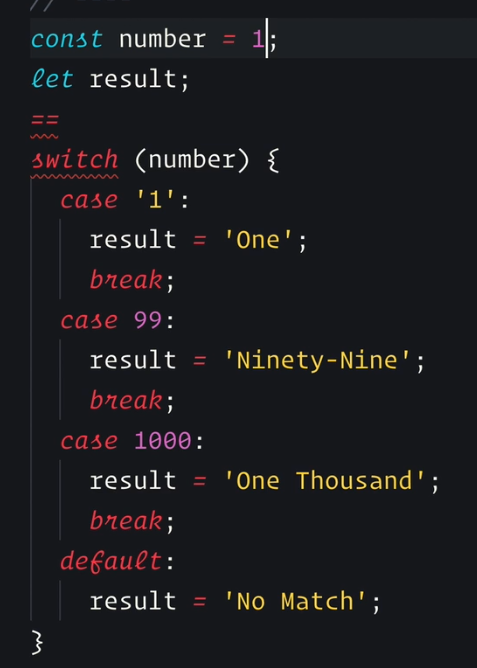 //
const number = 1;
let result;
==
switch (number) {
  case '1':
    result = 'One';
    break;
  case 99:
    result = 'Ninety-Nine';
    break;
  case 1000:
    result = 'One Thousand';
    break;
  default:
    result = 'No Match';
}